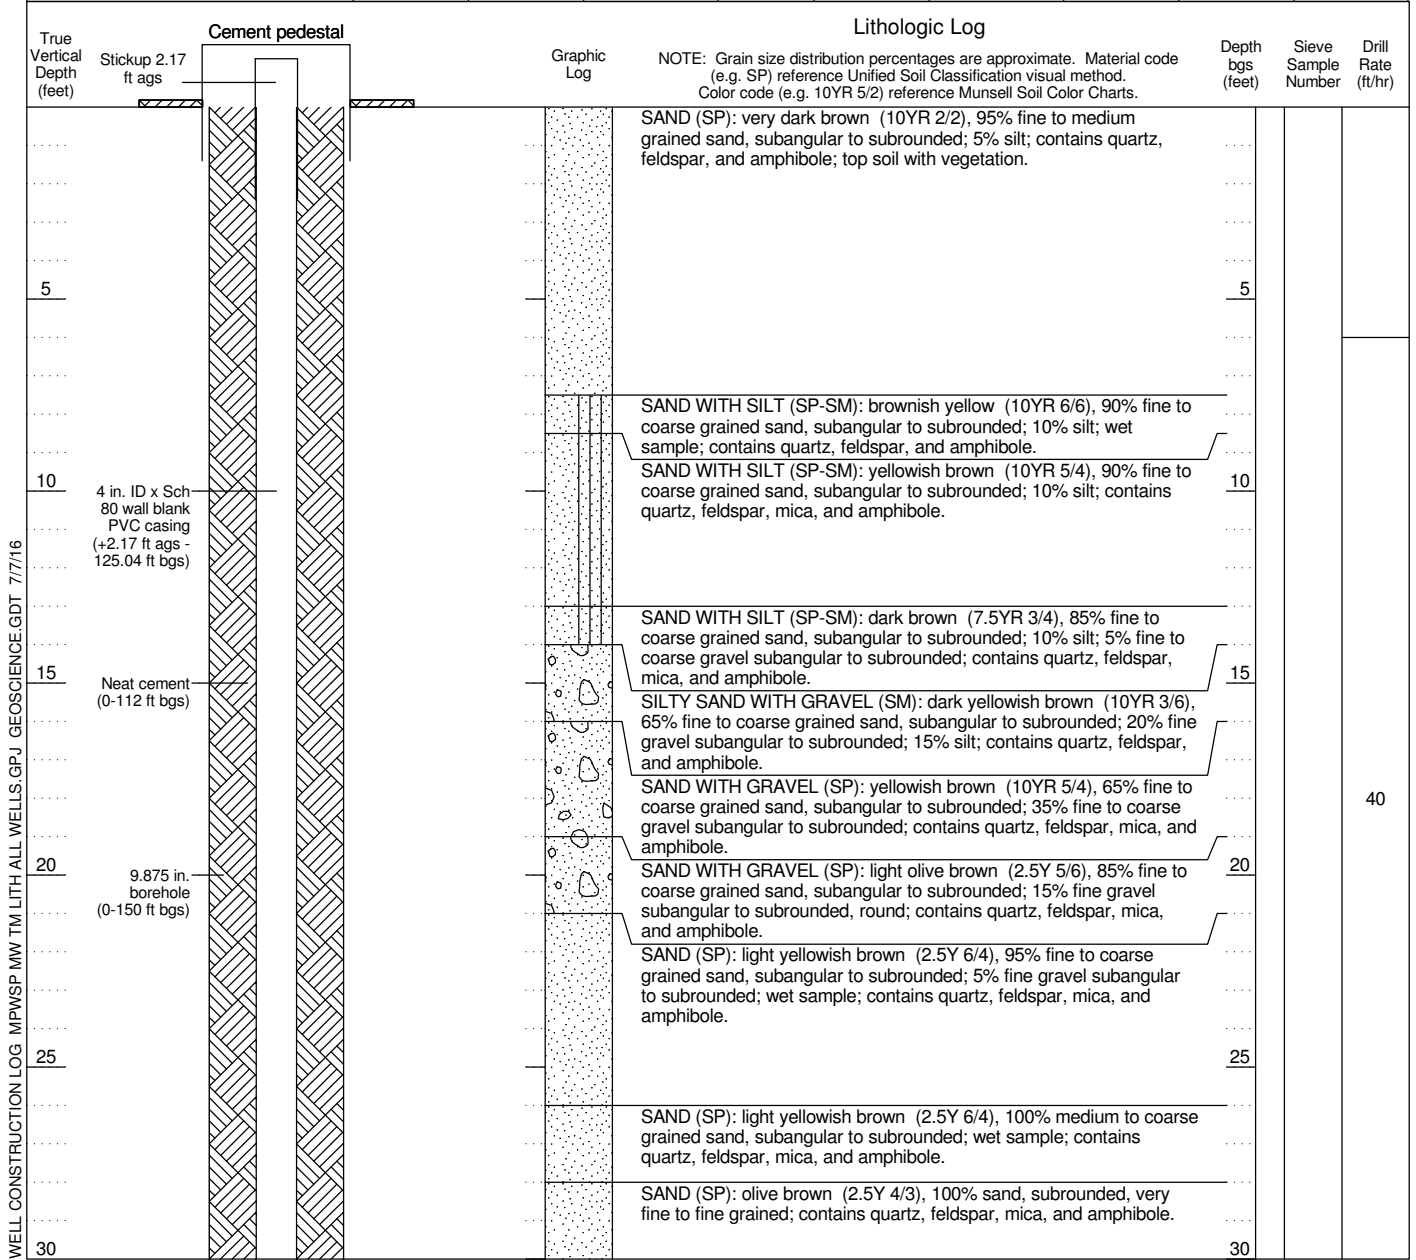 True
Vertical
Depth
(feet)
Stickup 2.17
ft ags
Cement pedestal
Graphic
Log
Lithologic Log
NOTE: Grain size distribution percentages are approximate. Material code
(e.g. SP) reference Unified Soil Classification visual method.
Color code (e.g. 10YR 5/2) reference Munsell Soil Color Charts.
Depth
bgs
(feet)
Sieve
Sample
Number
Drill
Rate
(ft/hr)
SAND (SP): very dark brown (10YR 2/2), 95% fine to medium
grained sand, subangular to subrounded; 5% silt; contains quartz,
feldspar, and amphibole; top soil with vegetation.
5
5
SAND WITH SILT (SP-SM): brownish yellow (10YR 6/6), 90% fine to
coarse grained sand, subangular to subrounded; 10% silt; wet
sample; contains quartz, feldspar, and amphibole.
SAND WITH SILT (SP-SM): yellowish brown (10YR 5/4), 90% fine to
coarse grained sand, subangular to subrounded; 10% silt; contains
quartz, feldspar, mica, and amphibole.
10
4 in. ID x Sch
80 wall blank
PVC casing
(+2.17 ft ags -
125.04 ft bgs)
10
SAND WITH SILT (SP-SM): dark brown (7.5YR 3/4), 85% fine to
coarse grained sand, subangular to subrounded; 10% silt; 5% fine to
coarse gravel subangular to subrounded; contains quartz, feldspar,
mica, and amphibole.
15
Neat cement
(0-112 ft bgs)
15
SILTY SAND WITH GRAVEL (SM): dark yellowish brown (10YR 3/6),
65% fine to coarse grained sand, subangular to subrounded; 20% fine
gravel subangular to subrounded; 15% silt; contains quartz, feldspar,
and amphibole.
SAND WITH GRAVEL (SP): yellowish brown (10YR 5/4), 65% fine to
coarse grained sand, subangular to subrounded; 35% fine to coarse
gravel subangular to subrounded; contains quartz, feldspar, mica, and
amphibole.
40
20
9.875 in.
borehole
(0-150 ft bgs)
20
SAND WITH GRAVEL (SP): light olive brown (2.5Y 5/6), 85% fine to
coarse grained sand, subangular to subrounded; 15% fine gravel
subangular to subrounded, round; contains quartz, feldspar, mica,
and amphibole.
SAND (SP): light yellowish brown (2.5Y 6/4), 95% fine to coarse
grained sand, subangular to subrounded; 5% fine gravel subangular
to subrounded; wet sample; contains quartz, feldspar, mica, and
amphibole.
25
25
SAND (SP): light yellowish brown (2.5Y 6/4), 100% medium to coarse
grained sand, subangular to subrounded; wet sample; contains
quartz, feldspar, mica, and amphibole.
SAND (SP): olive brown (2.5Y 4/3), 100% sand, subrounded, very
fine to fine grained; contains quartz, feldspar, mica, and amphibole.
30
30
WELL CONSTRUCTION LOG MPWSP MW TM LITH ALL WELLS.GPJ GEOSCIENCE.GDT 7/7/16